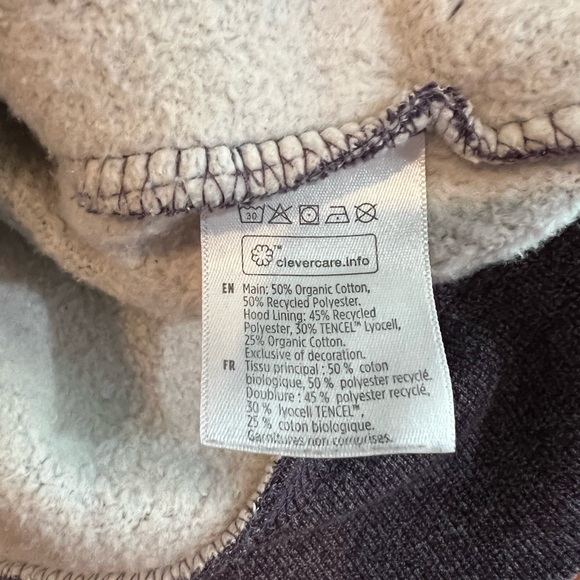 30
clevercare.info™
EN Main: 50% Organic Cotton,
50% Recycled Polyester.
Hood Lining: 45% Recycled
Polyester, 30% TENCEL™ Lyocell,
25% Organic Cotton.
Exclusive of decoration.
FR Tissu principal : 50 % coton
biologique, 50 % polyester recyclé.
Doublure : 45 % polyester recyclé,
30 % lyocell TENCEL™,
25 % coton biologique.
Garnitures non comprises.